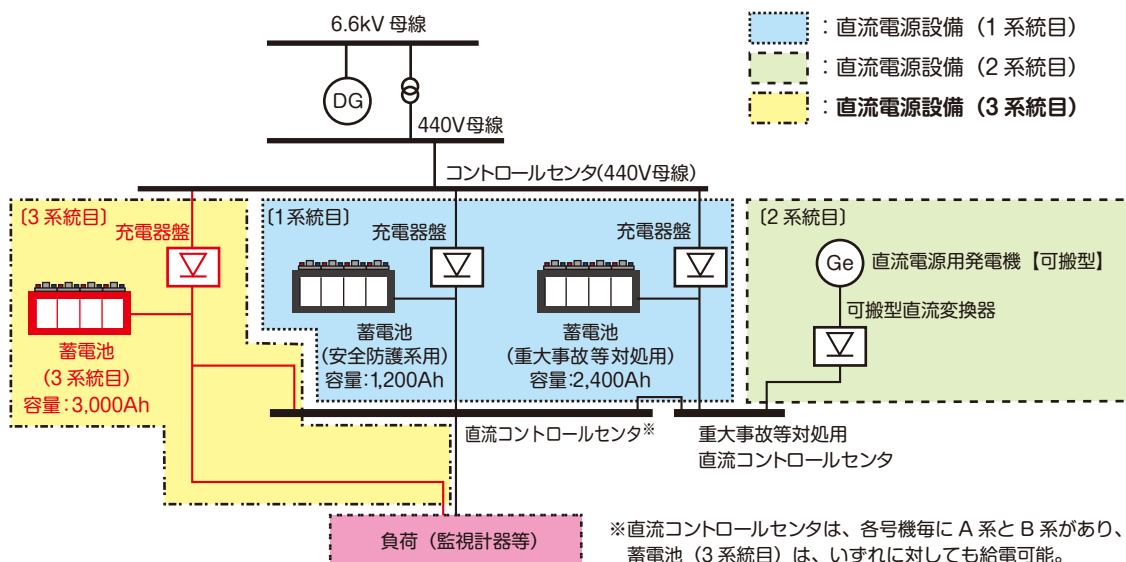 6.6kV 母線
DG
440V母線
コントロールセンタ(440V母線)
：直流電源設備（1系統目）
：直流電源設備（2系統目）
：直流電源設備（3系統目）
〔3系統目〕
充電器盤
蓄電池
(3系統目)
容量：3,000Ah
〔1系統目〕
充電器盤
蓄電池
(安全防護系用)
容量：1,200Ah
充電器盤
蓄電池
(重大事故等対処用)
容量：2,400Ah
〔2系統目〕
Ge
直流電源用発電機【可搬型】
可搬型直流変換器
直流コントロールセンタ※
重大事故等対処用
直流コントロールセンタ
負荷（監視計器等）
※直流コントロールセンタは、各号機毎に A 系と B 系があり、
蓄電池（3系統目）は、いずれに対しても給電可能。